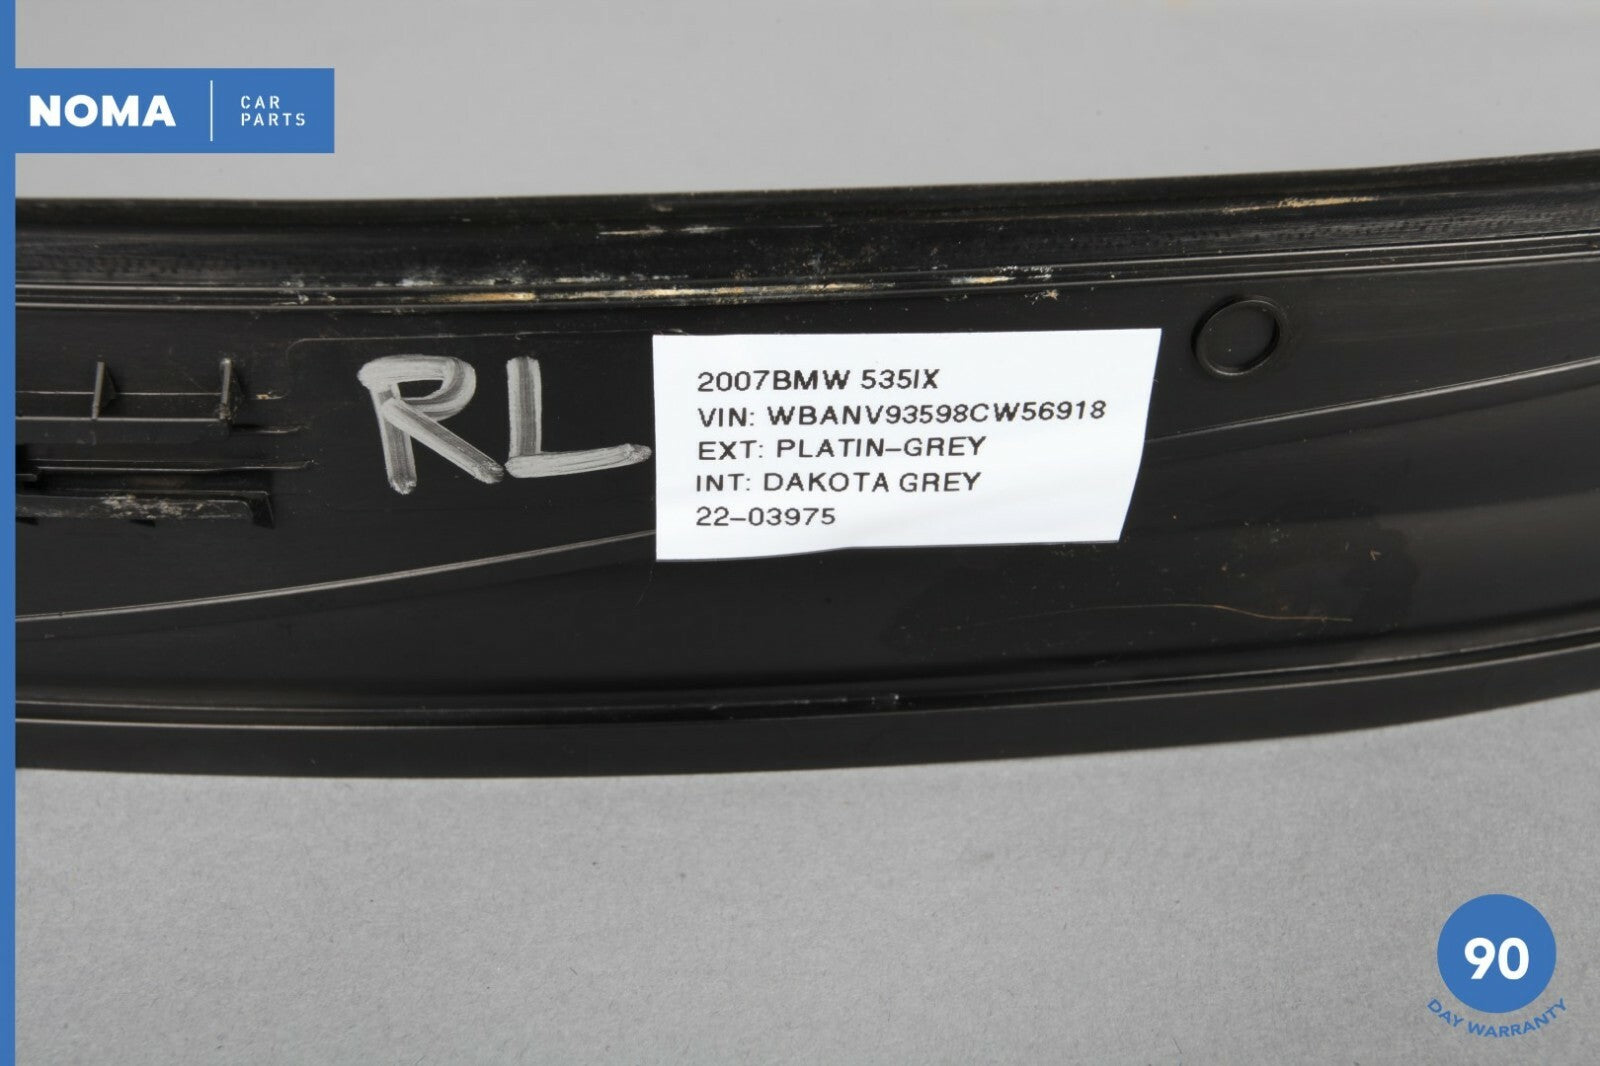 NOMA
CAR
PARTS
RL
2007BMW 535IX
VIN: WBANV93598CW56918
EXT: PLATIN-GREY
INT: DAKOTA GREY
22-03975
90
DAY WARRANTY